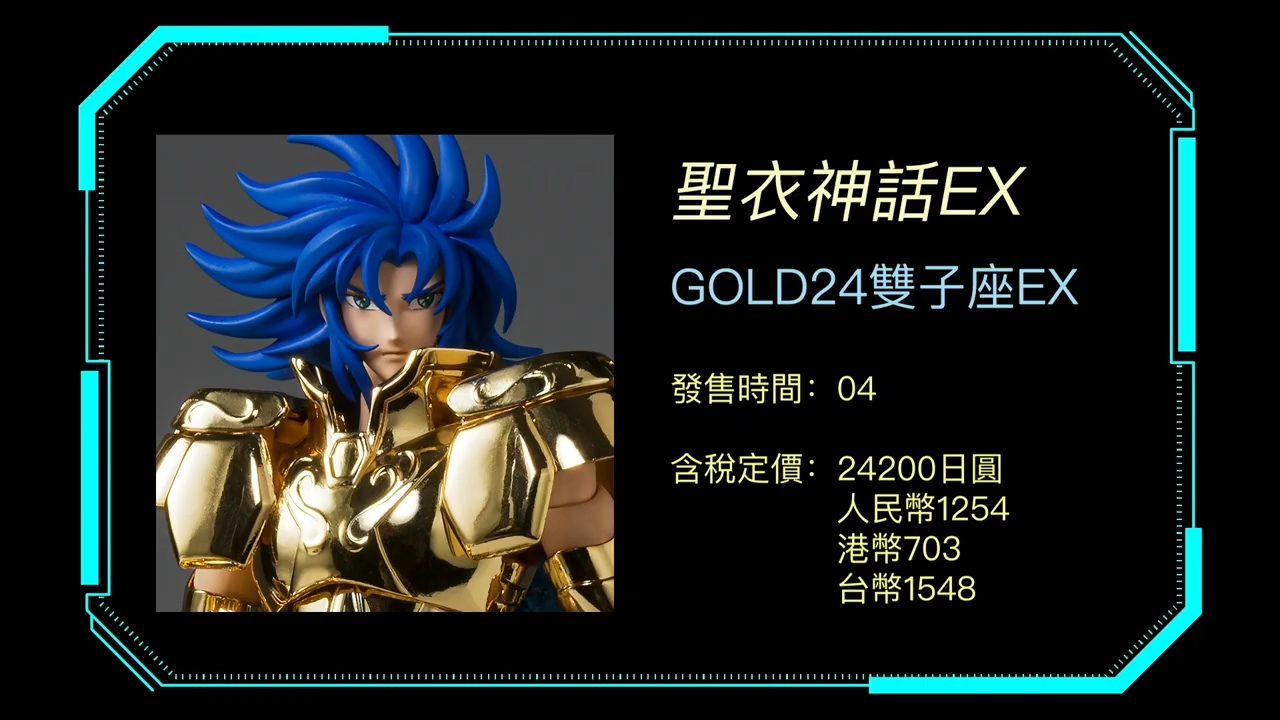 聖衣神話EX
GOLD24雙子座EX
發售時間：04
含稅定價：24200日圓
人民幣1254
港幣703
台幣1548